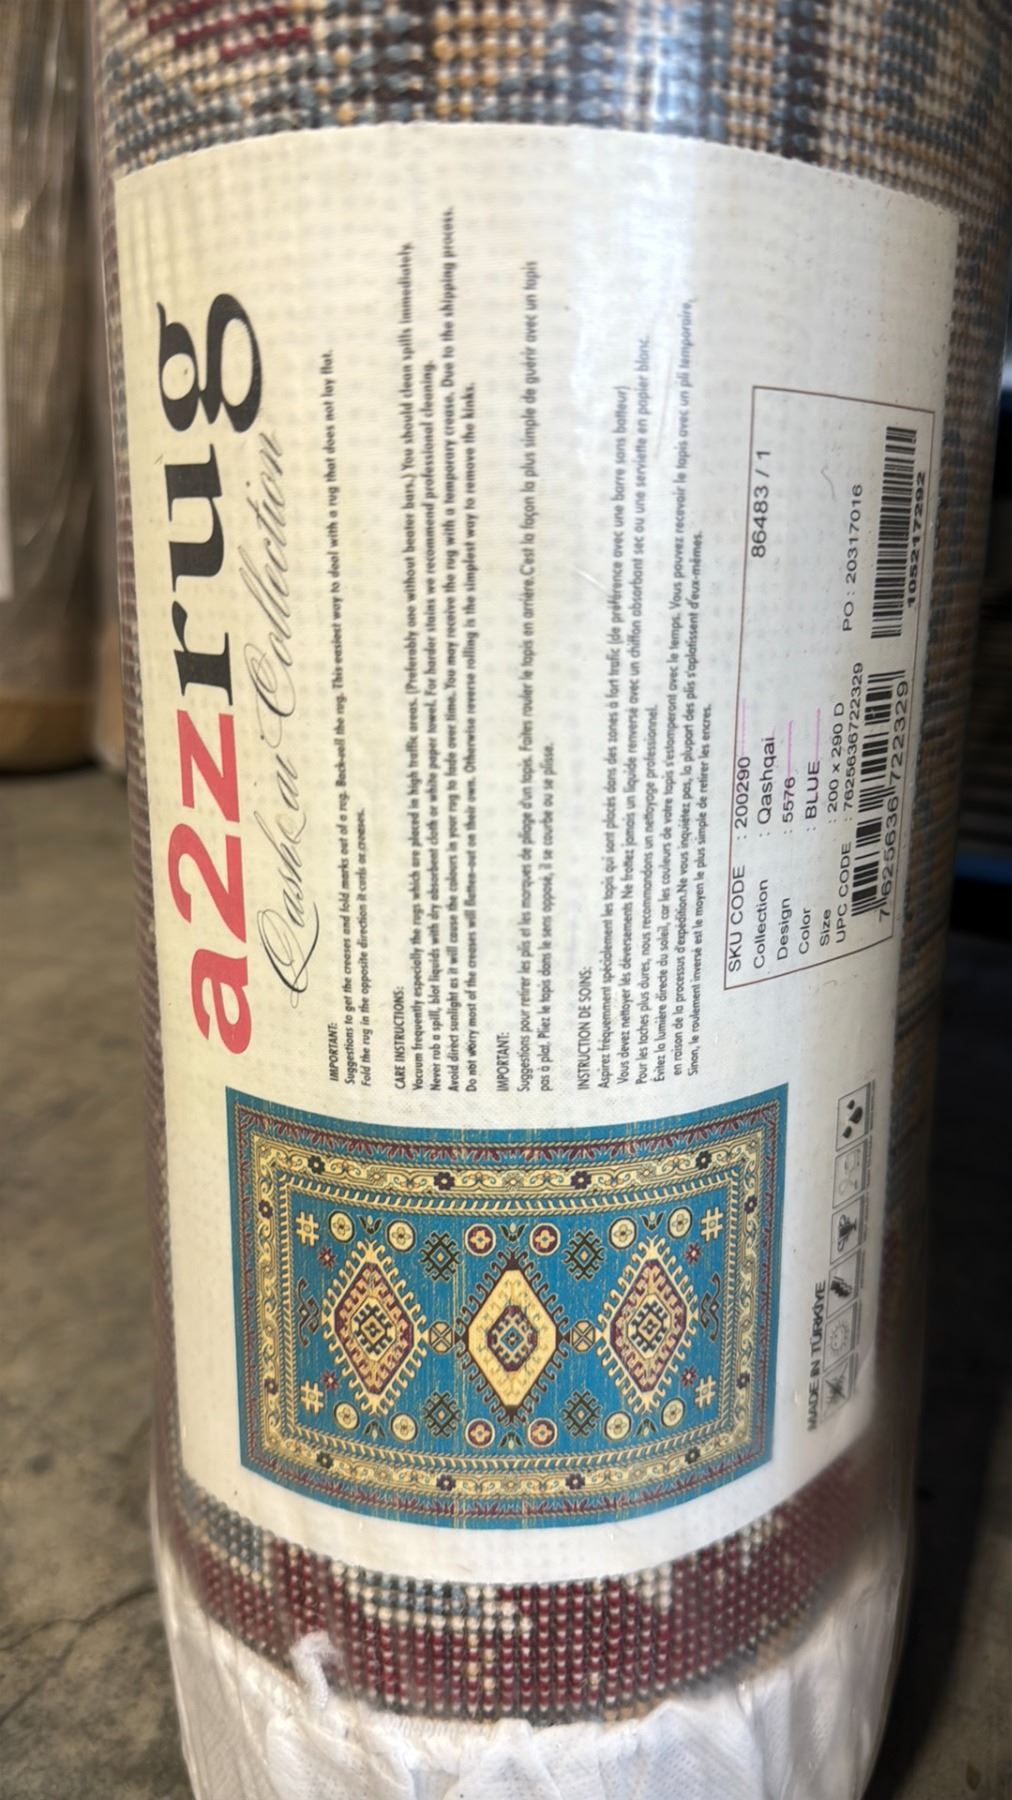 a2zrug
Qashqai Collection
IMPORTANT:
Suggestions to get the creases and fold marks out of a rug. Back-roll the rug. This easiest way to deal with a rug that does not lay flat.
Fold the rug in the opposite direction it curls or creases.
CARE INSTRUCTIONS:
Vacuum frequently especially the rugs which are placed in high traffic areas. (Preferably one without beater bars.) You should clean spills immediately.
Never rub a spill, blot liquids with dry absorbent cloth or white paper towel. For harder stains we recommend professional cleaning.
Avoid direct sunlight as it will cause the colours in your rug to fade over time. You may receive the rug with a temporary crease. Due to the shipping process.
Do not worry most of the creases will flatten-out on their own. Otherwise reverse rolling is the simplest way to remove the kinks.
IMPORTANT:
Suggestions pour retirer les plis et les marques de pliage d'un tapis. Faites rouler le tapis en arrière.C'est la façon la plus simple de guérir avec un tapis
pas à plat. Pliez le tapis dans le sens opposé, il se courbe ou se plisse.
INSTRUCTION DE SOINS:
Aspirez fréquemment spécialement les tapis qui sont placés dans des zones à fort trafic (de préférence avec une barre sans batteur)
Vous devez nettoyer les déversements Ne frottez jamais un liquide renversé avec un chiffon absorbant sec ou une serviette en papier blanc.
Pour les taches plus dures, nous recommandons un nettoyage professionnel.
Évitez la lumière directe du soleil, car les couleurs de votre tapis s'estomperont avec le temps. Vous pouvez recevoir le tapis avec un pli temporaire,
en raison de la processus d'expédition.Ne vous inquiétez pas, la plupart des plis s'aplatissent d'eux-mêmes.
Sinon, le roulement inversé est le moyen le plus simple de retirer les encres.
SKU CODE : 200290 86483 / 1
Collection : Qashqai
Design : 5576
Color : BLUE
Size : 200 x 290 D
UPC CODE : 7625636722329 PO : 20317016
7 625636 722329
105217292
MADE IN TÜRKİYE